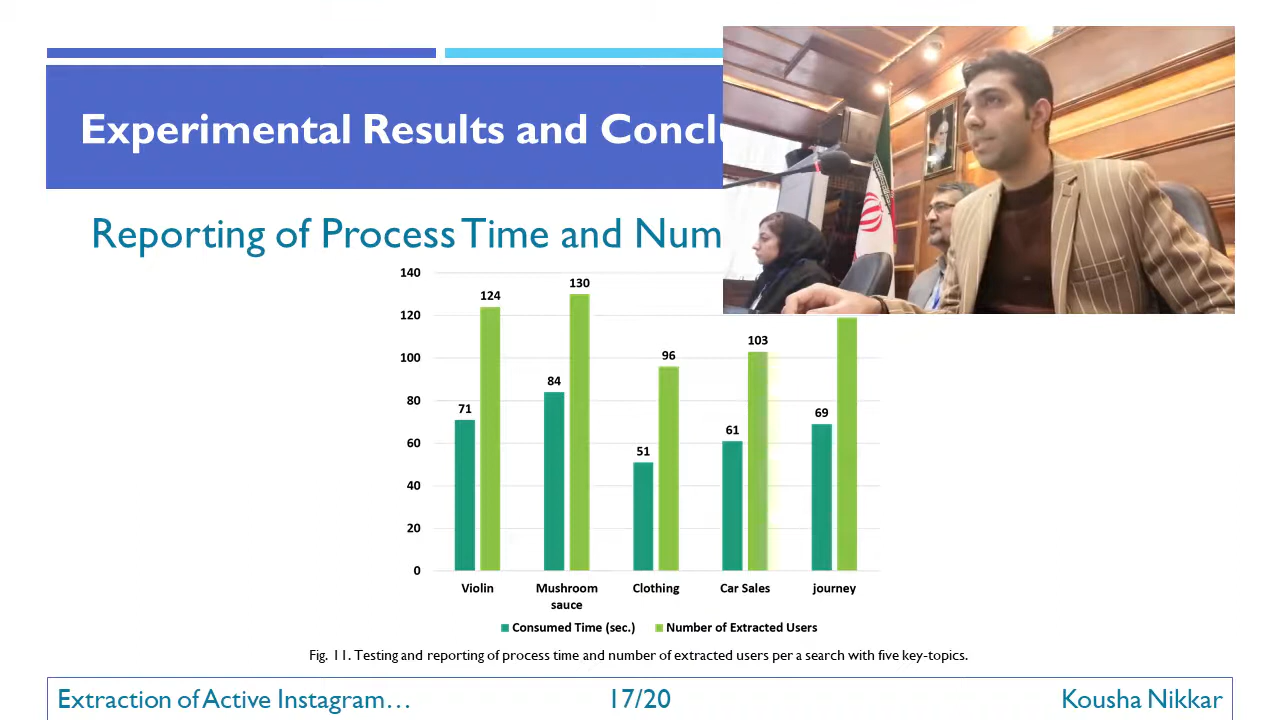 Experimental Results and Conclu
Reporting of Process Time and Num
140
120
100
80
60
40
20
0
124
130
96
103
71
84
51
61
69
Violin
Mushroom
sauce
Clothing
Car Sales
journey
Consumed Time (sec.)
Number of Extracted Users
Fig. 11. Testing and reporting of process time and number of extracted users per a search with five key-topics.
Extraction of Active Instagram…
17/20
Kousha Nikkar